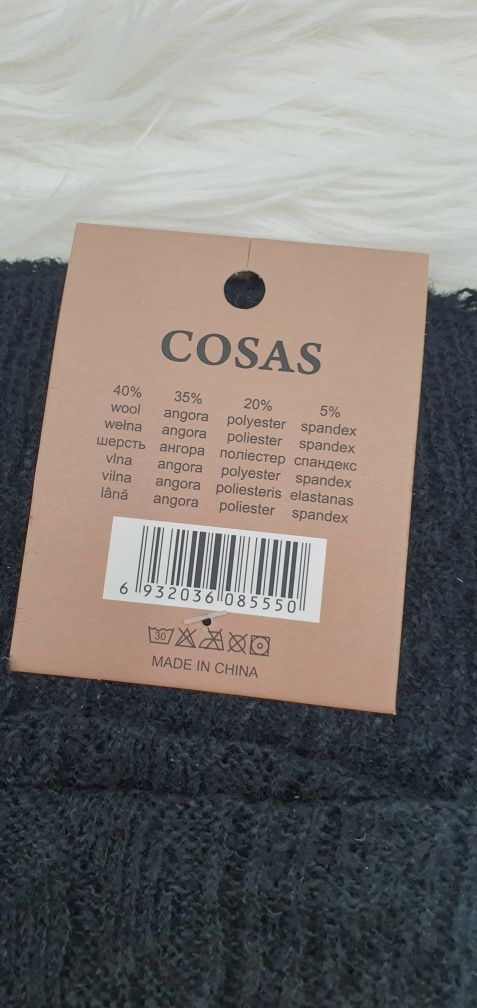 COSAS
40% 35% 20% 5%
wool angora polyester spandex
wełna angora poliester spandex
шерсть ангора поліестер спандекс
vlna angora polyester spandex
vilna angora poliesteris elastanas
lână angora poliester spandex
6 932036 085550
30
MADE IN CHINA